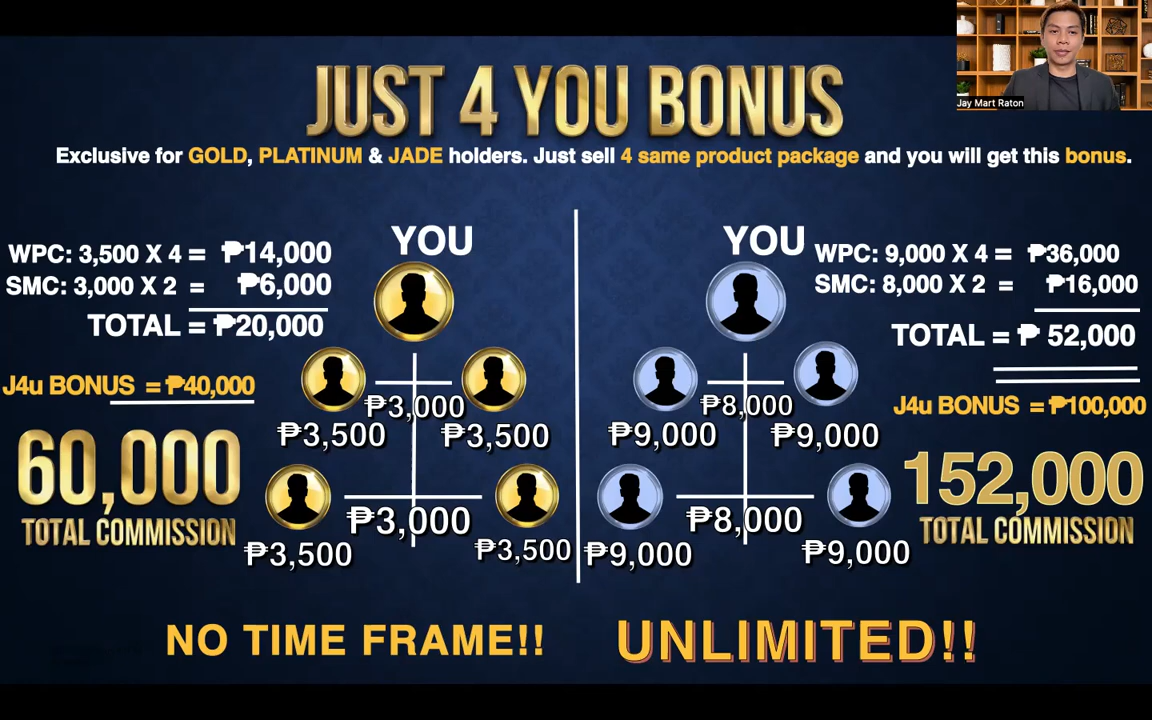 Jay Mart Raton
JUST 4 YOU BONUS
Exclusive for GOLD, PLATINUM & JADE holders. Just sell 4 same product package and you will get this bonus.
YOU
WPC: 3,500 X 4 = ₱14,000
SMC: 3,000 X 2 = ₱6,000
TOTAL = ₱20,000
J4u BONUS = ₱40,000
60,000
TOTAL COMMISSION
₱3,000
₱3,500
₱3,500
₱3,000
₱3,500
₱3,500
YOU
WPC: 9,000 X 4 = ₱36,000
SMC: 8,000 X 2 = ₱16,000
TOTAL = ₱ 52,000
J4u BONUS = ₱100,000
152,000
TOTAL COMMISSION
₱8,000
₱9,000
₱9,000
₱8,000
₱9,000
₱9,000
NO TIME FRAME!!
UNLIMITED!!